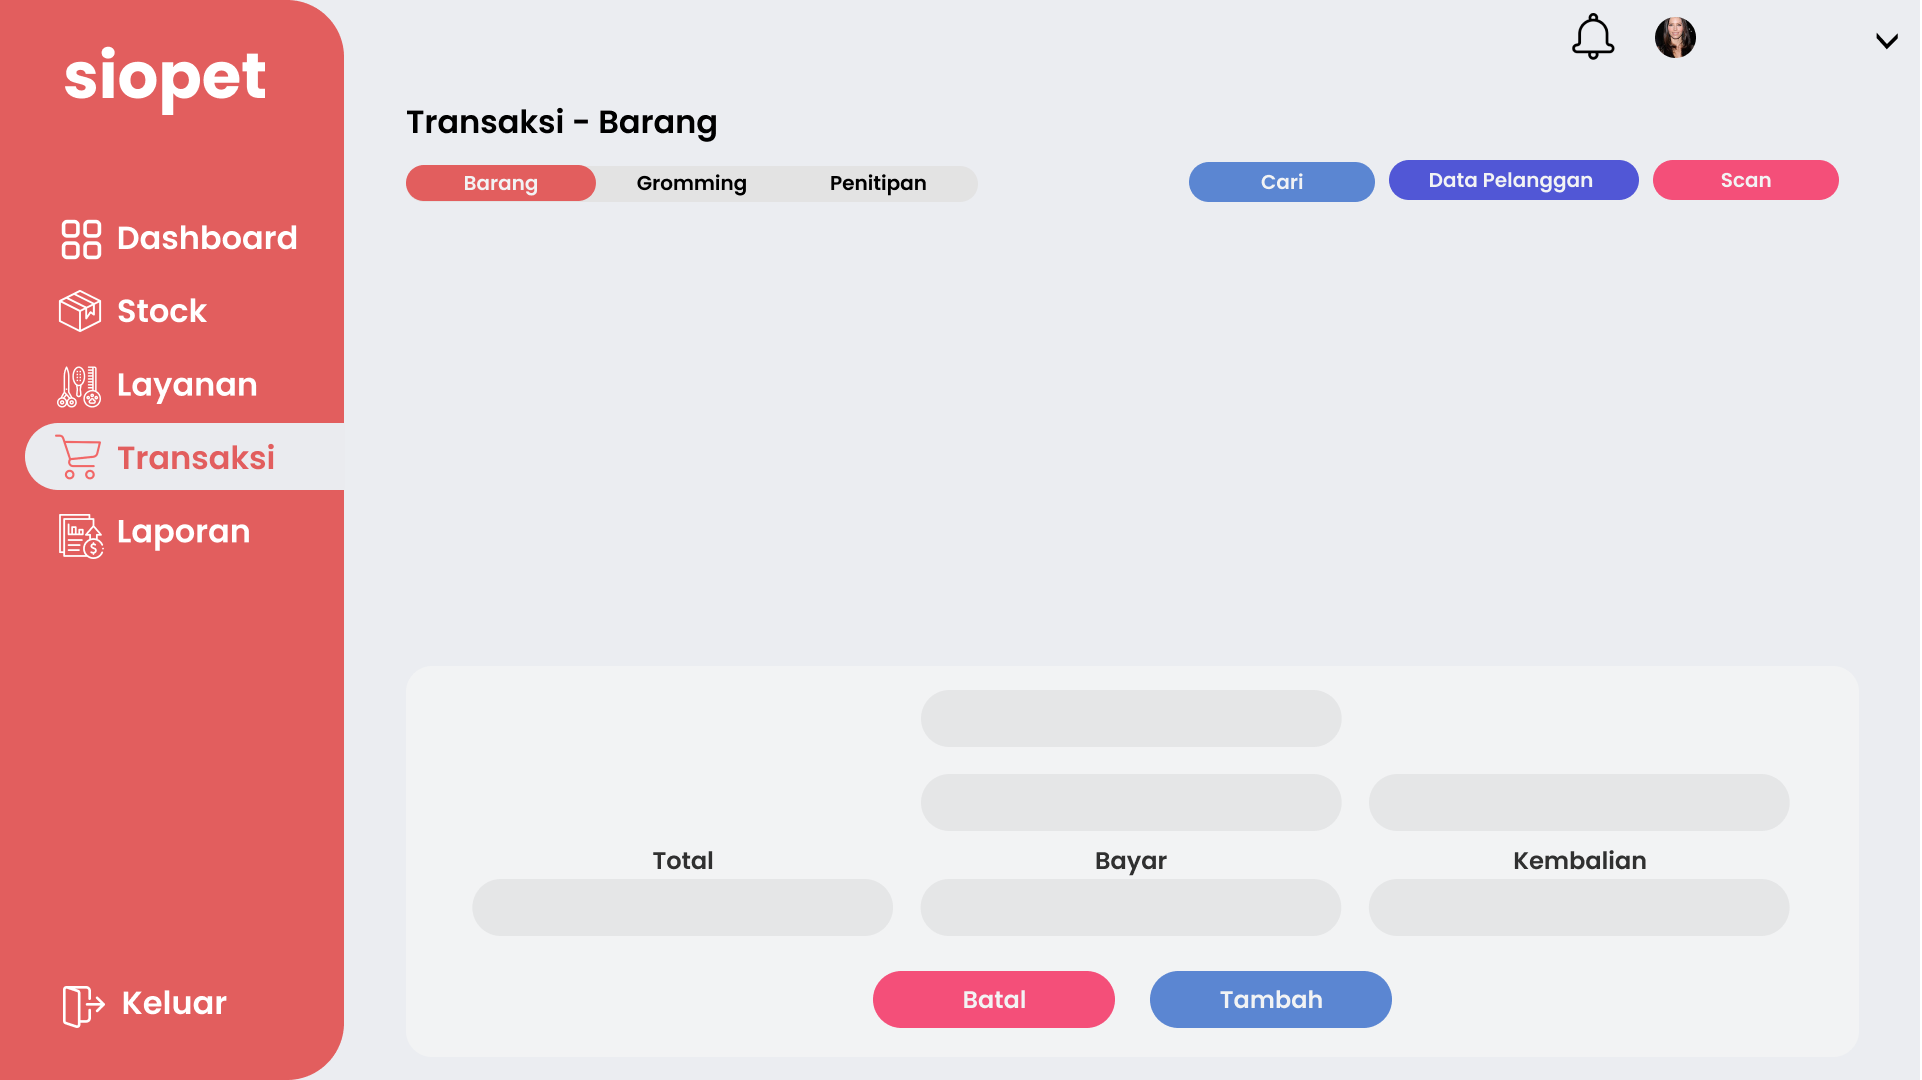 siopet
Dashboard
Stock
Layanan
Transaksi
Laporan
Keluar
Transaksi - Barang
Barang
Gromming
Penitipan
Cari
Data Pelanggan
Scan
Total
Bayar
Kembalian
Batal
Tambah